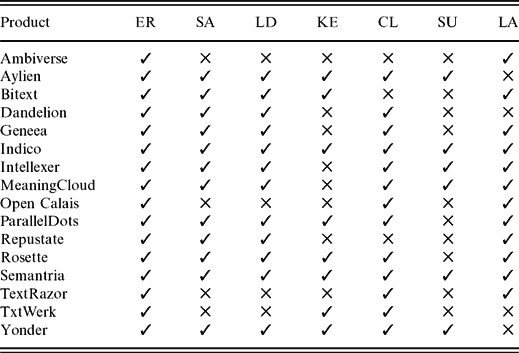 Product ER SA LD KE CL SU LA
Ambiverse ✓ ✕ ✕ ✕ ✕ ✕ ✓
Aylien ✓ ✓ ✓ ✓ ✓ ✓ ✕
Bitext ✓ ✓ ✓ ✓ ✕ ✕ ✓
Dandelion ✓ ✓ ✓ ✕ ✓ ✕ ✕
Geneea ✓ ✓ ✓ ✕ ✓ ✕ ✓
Indico ✓ ✓ ✓ ✓ ✓ ✓ ✓
Intellexer ✓ ✓ ✓ ✕ ✓ ✓ ✓
MeaningCloud ✓ ✓ ✓ ✕ ✓ ✓ ✓
Open Calais ✓ ✕ ✕ ✕ ✓ ✕ ✓
ParallelDots ✓ ✓ ✓ ✓ ✓ ✕ ✓
Repustate ✓ ✓ ✓ ✕ ✕ ✕ ✓
Rosette ✓ ✓ ✓ ✓ ✓ ✕ ✓
Semantria ✓ ✓ ✓ ✓ ✓ ✓ ✓
TextRazor ✓ ✕ ✕ ✕ ✓ ✕ ✓
TxtWerk ✓ ✕ ✕ ✓ ✓ ✕ ✕
Yonder ✓ ✓ ✓ ✓ ✓ ✓ ✕